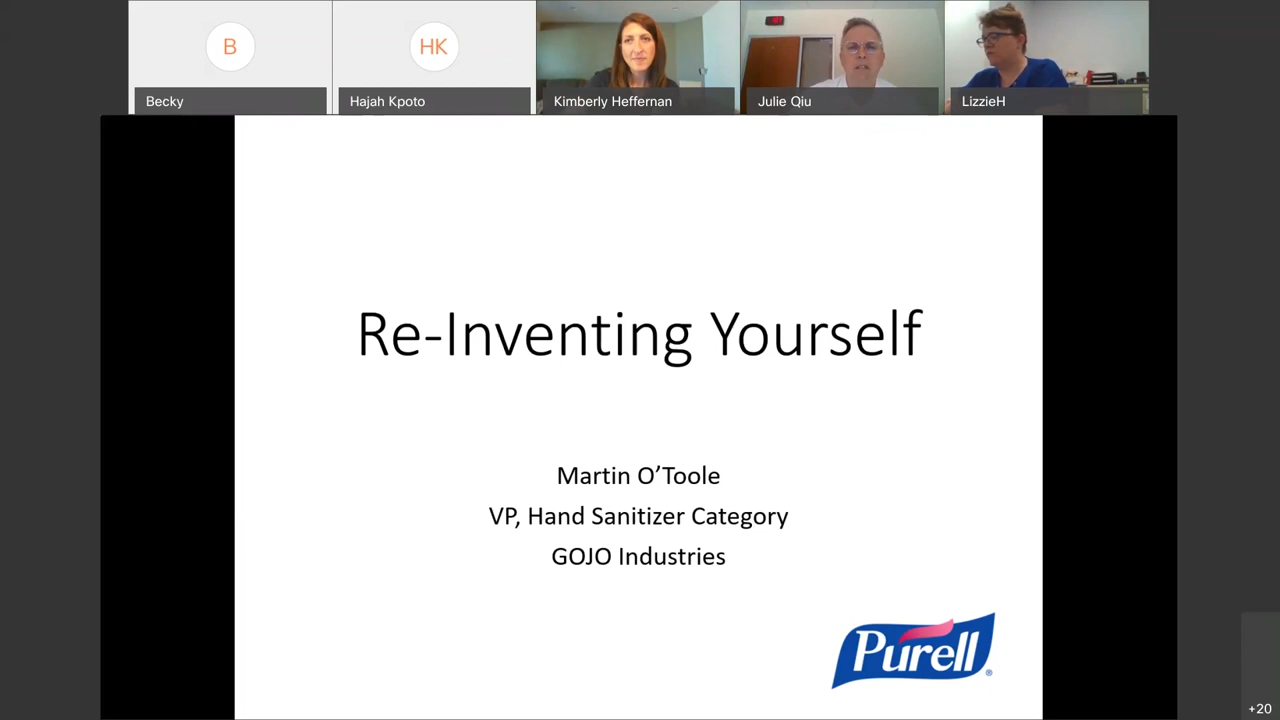 B
HK
Becky
Hajah Kpoto
Kimberly Heffernan
Julie Qiu
LizzieH
Re-Inventing Yourself
Martin O’Toole
VP, Hand Sanitizer Category
GOJO Industries
Purell®
+20